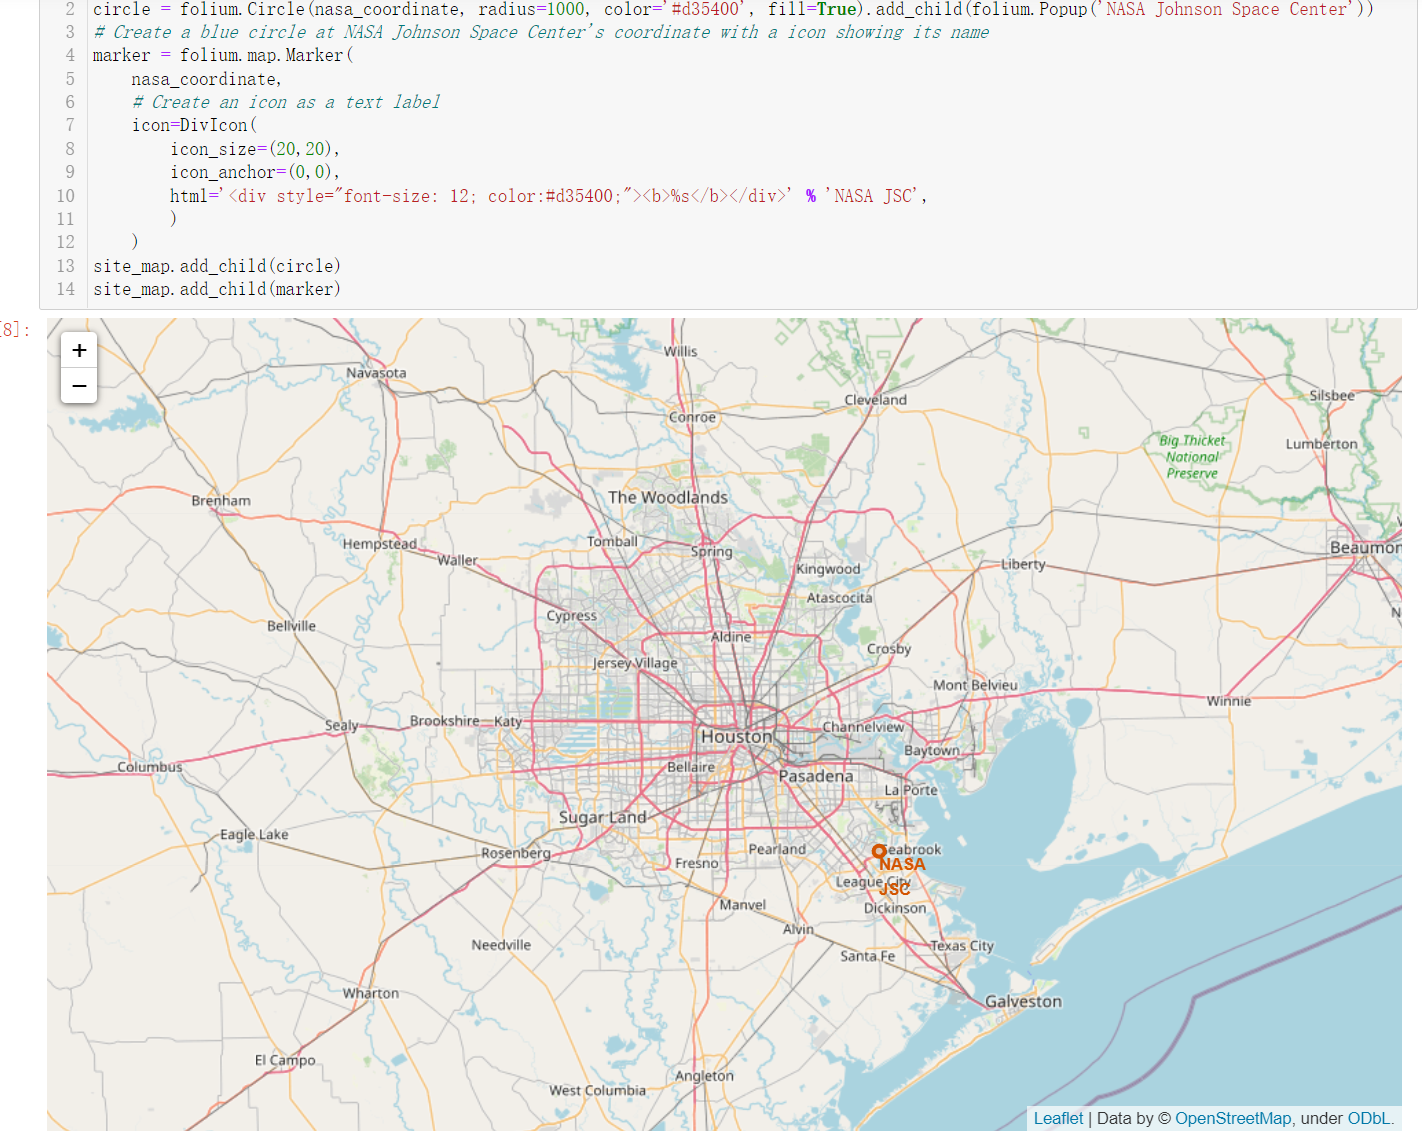 2 circle = folium.Circle(nasa_coordinate, radius=1000, color='#d35400', fill=True).add_child(folium.Popup('NASA Johnson Space Center'))
3 # Create a blue circle at NASA Johnson Space Center's coordinate with a icon showing its name
4 marker = folium.map.Marker(
5 nasa_coordinate,
6 # Create an icon as a text label
7 icon=DivIcon(
8 icon_size=(20,20),
9 icon_anchor=(0,0),
10 html='<div style="font-size: 12; color:#d35400;"><b>%s</b></div>' % 'NASA JSC',
11 )
12 )
13 site_map.add_child(circle)
14 site_map.add_child(marker)
[8]:
+
−
Willis
Navasota
Cleveland
Silsbee
Conroe
Lumberton
Big Thicket
National
Preserve
The Woodlands
Brenham
Hempstead
Tomball
Spring
Beaumon
Waller
Kingwood
Liberty
Atascocita
Cypress
N
Bellville
Aldine
Crosby
Jersey Village
Mont Belvieu
Winnie
Sealy
Brookshire
Katy
Channelview
Houston
Baytown
Columbus
Bellaire
Pasadena
La Porte
Sugar Land
Eagle Lake
Rosenberg
Pearland
Seabrook
Fresno
NASA
League City
JSC
Manvel
Dickinson
Alvin
Needville
Texas City
Santa Fe
Wharton
Galveston
El Campo
Angleton
West Columbia
Leaflet | Data by © OpenStreetMap, under ODbL.